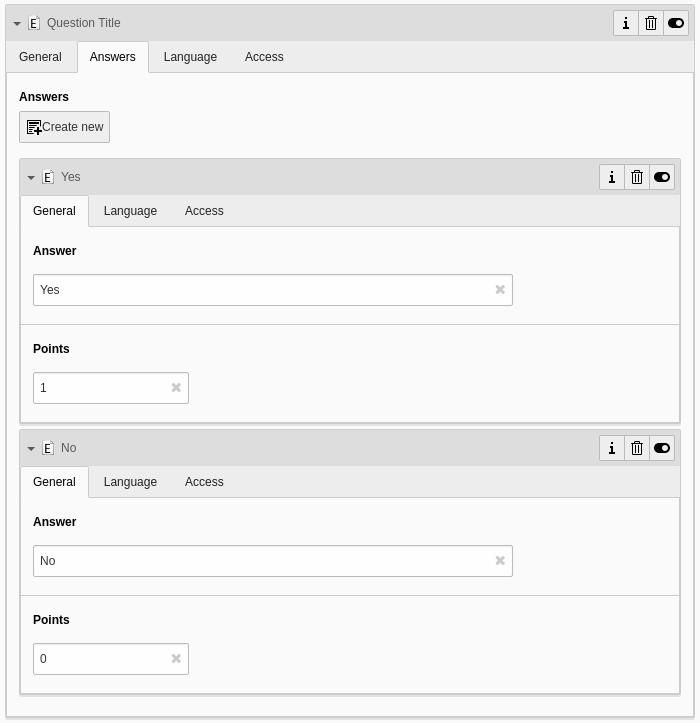 E Question Title
General Answers Language Access
Answers
Create new
E Yes
General Language Access
Answer
Yes
Points
1
E No
General Language Access
Answer
No
Points
0